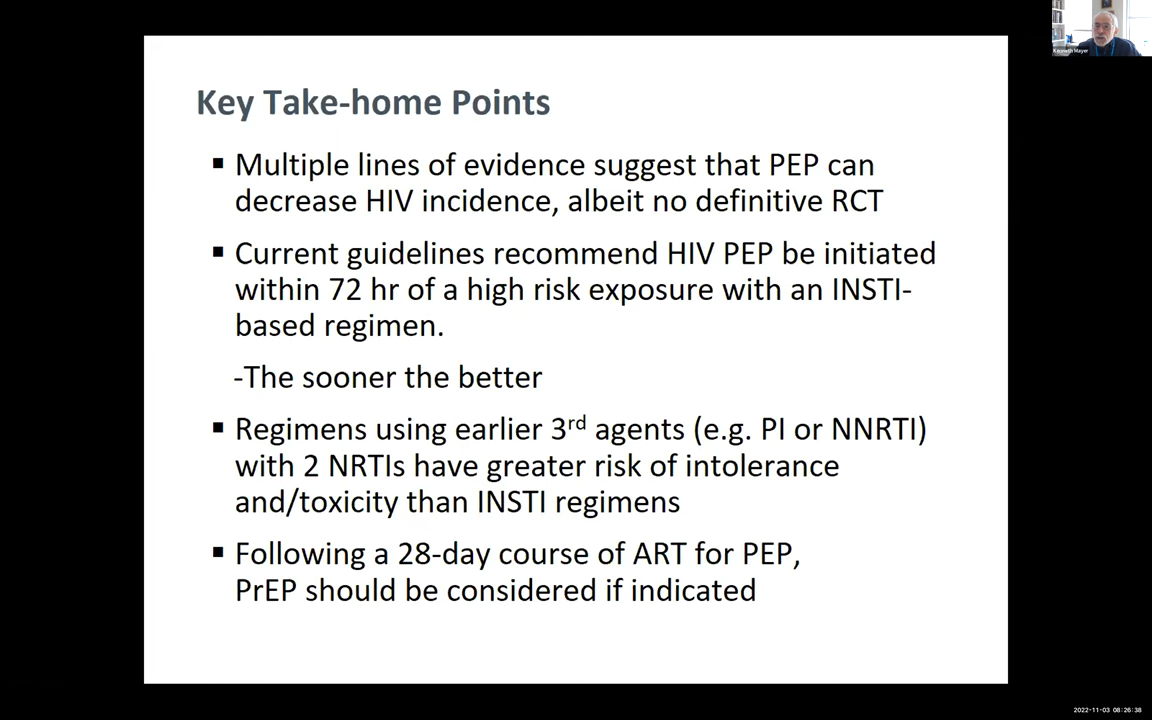 Kenneth Mayer
Key Take-home Points
▪ Multiple lines of evidence suggest that PEP can
decrease HIV incidence, albeit no definitive RCT
▪ Current guidelines recommend HIV PEP be initiated
within 72 hr of a high risk exposure with an INSTI-
based regimen.
-The sooner the better
▪ Regimens using earlier 3rd agents (e.g. PI or NNRTI)
with 2 NRTIs have greater risk of intolerance
and/toxicity than INSTI regimens
▪ Following a 28-day course of ART for PEP,
PrEP should be considered if indicated
2022-11-03 08:26:38